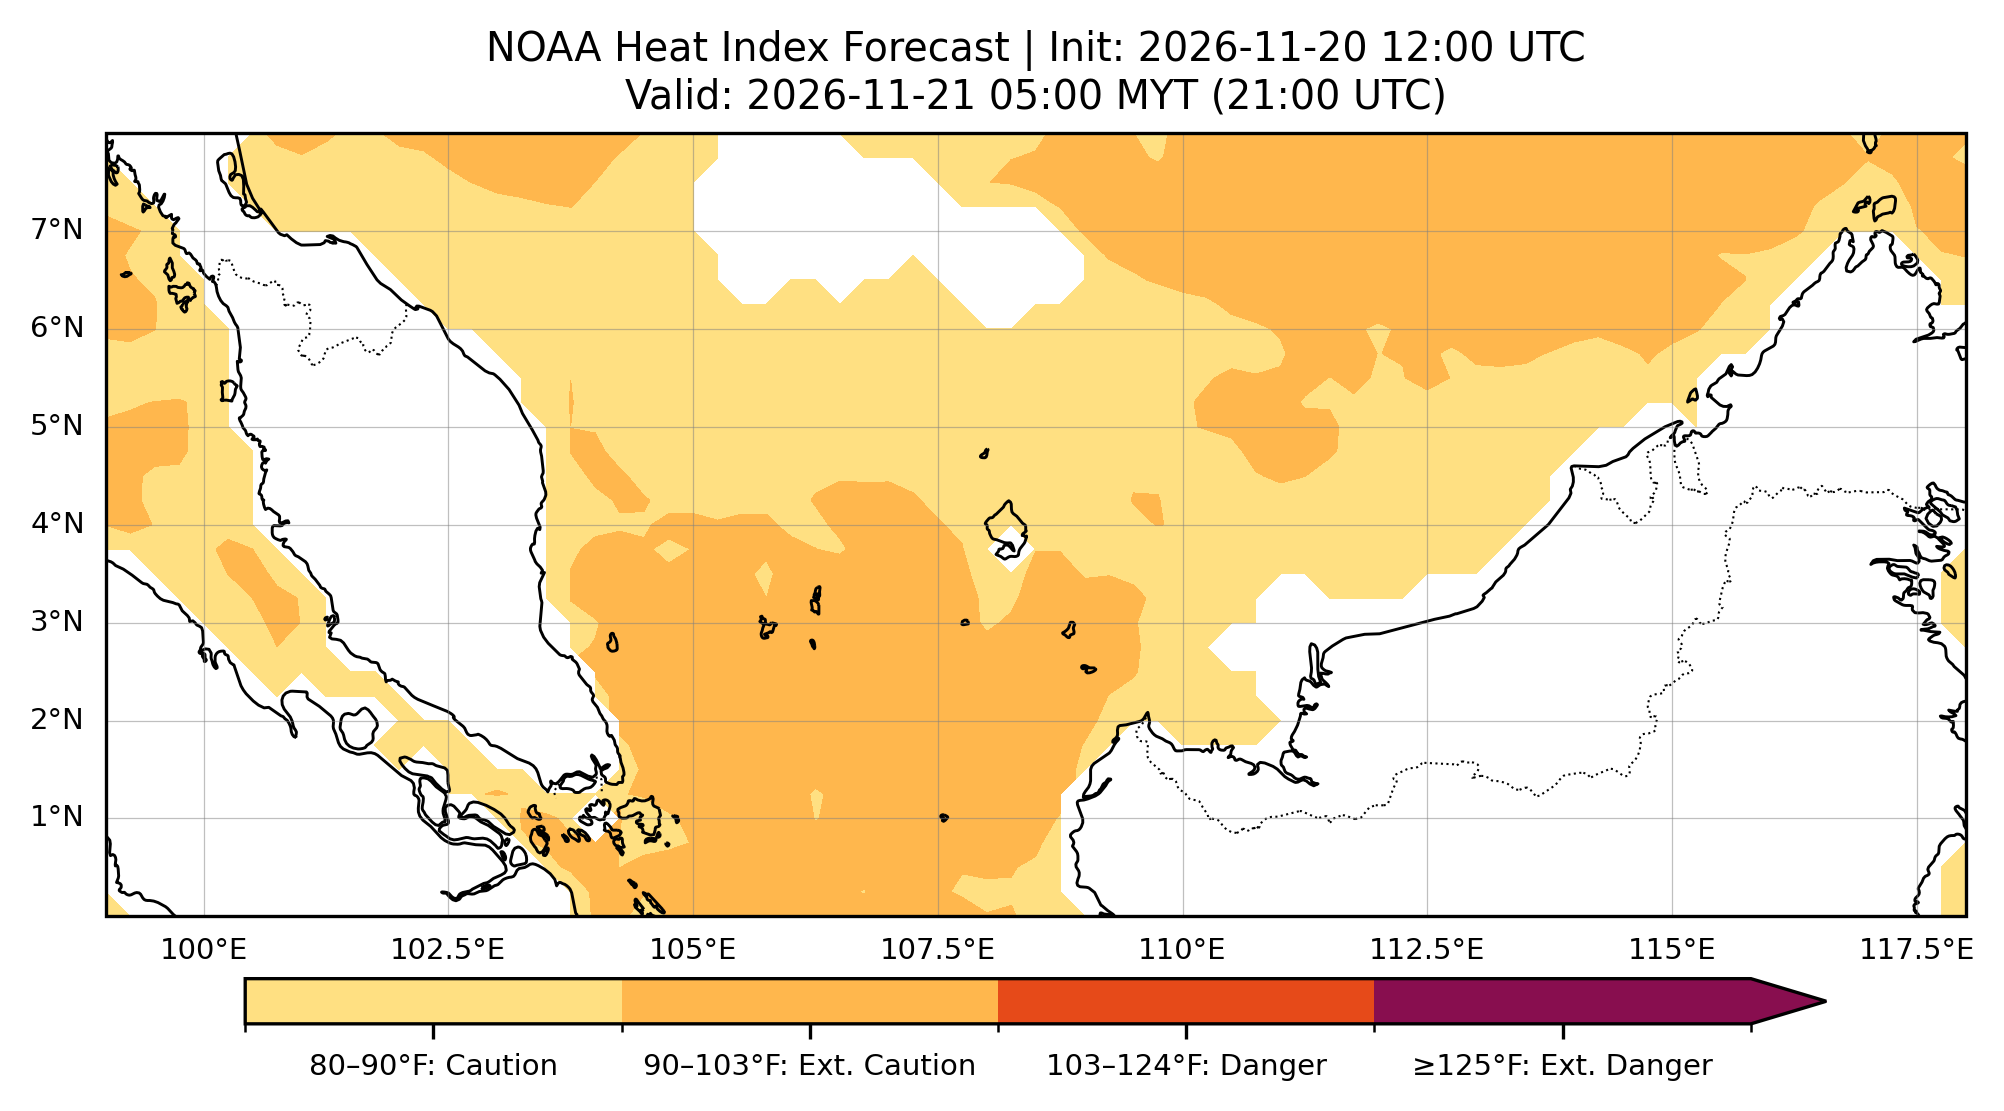 NOAA Heat Index Forecast | Init: 2026-11-20 12:00 UTC
Valid: 2026-11-21 05:00 MYT (21:00 UTC)
7°N
6°N
5°N
4°N
3°N
2°N
1°N
100°E 102.5°E 105°E 107.5°E 110°E 112.5°E 115°E 117.5°E
80–90°F: Caution 90–103°F: Ext. Caution 103–124°F: Danger ≥125°F: Ext. Danger